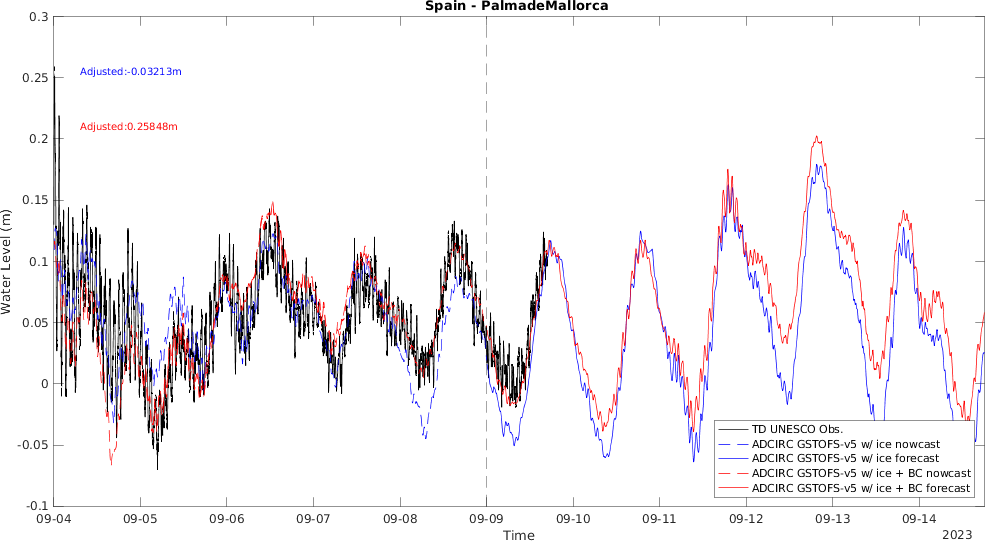 Spain - PalmadeMallorca
0.3
0.25
0.2
0.15
0.1
0.05
0
-0.05
-0.1
Water Level (m)
Adjusted:-0.03213m
Adjusted:0.25848m
TD UNESCO Obs.
ADCIRC GSTOFS-v5 w/ ice nowcast
ADCIRC GSTOFS-v5 w/ ice forecast
ADCIRC GSTOFS-v5 w/ ice + BC nowcast
ADCIRC GSTOFS-v5 w/ ice + BC forecast
09-04 09-05 09-06 09-07 09-08 09-09 09-10 09-11 09-12 09-13 09-14
Time
2023